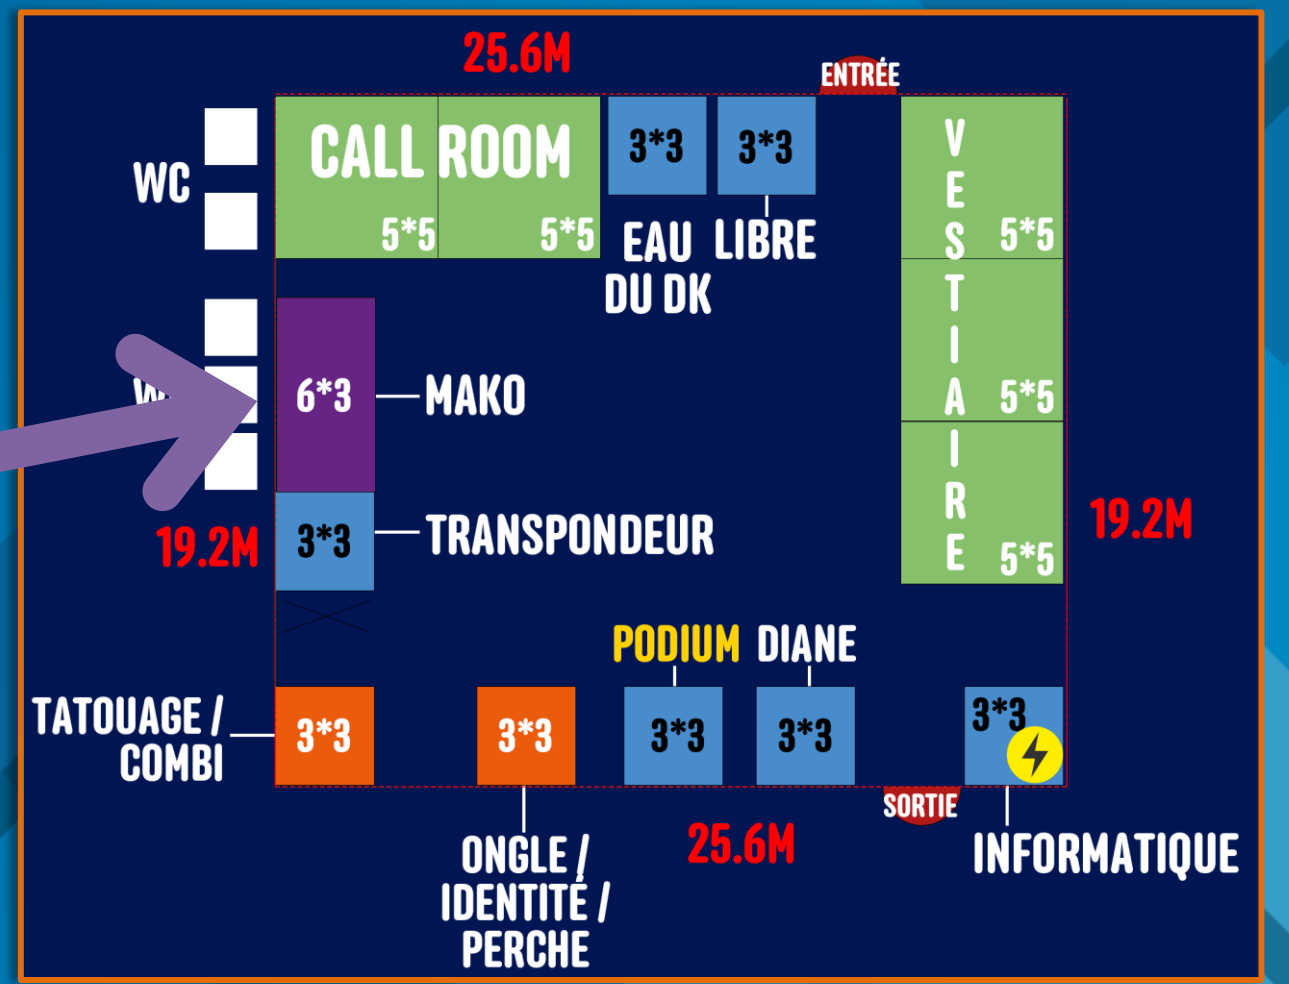 25.6M
ENTRÉE
WC
CALL ROOM
5*5
5*5
3*3
3*3
EAU
DU DK
LIBRE
VESTIAIRE
5*5
5*5
5*5
6*3
MAKO
3*3
TRANSPONDEUR
19.2M
19.2M
PODIUM
DIANE
TATOUAGE /
COMBI
3*3
3*3
3*3
3*3
3*3
SORTIE
ONGLE /
IDENTITÉ /
PERCHE
25.6M
INFORMATIQUE